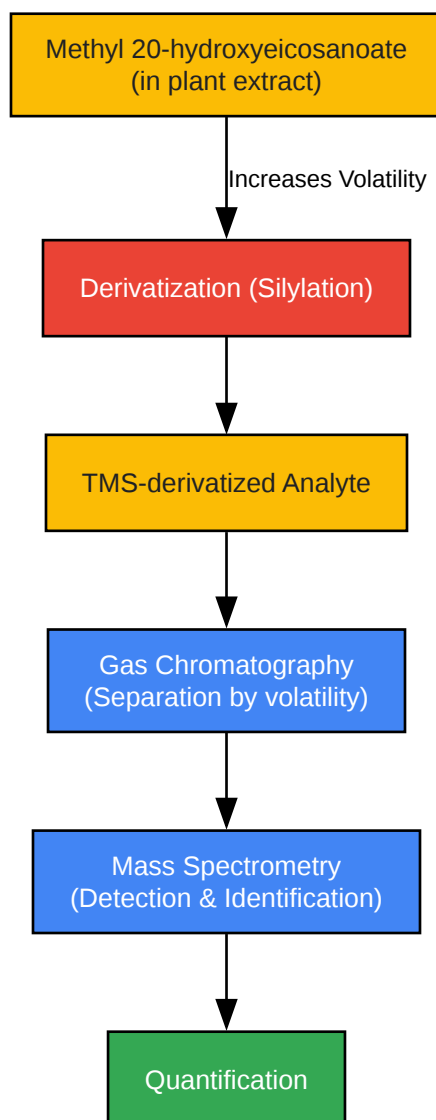 Methyl 20-hydroxyeicosanoate
(in plant extract)
Increases Volatility
Derivatization (Silylation)
TMS-derivatized Analyte
Gas Chromatography
(Separation by volatility)
Mass Spectrometry
(Detection & Identification)
Quantification